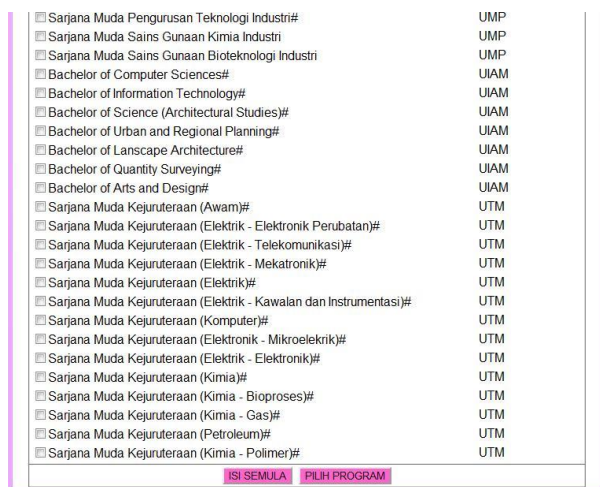 Sarjana Muda Pengurusan Teknologi Industri# UMP
Sarjana Muda Sains Gunaan Kimia Industri UMP
Sarjana Muda Sains Gunaan Bioteknologi Industri UMP
Bachelor of Computer Sciences# UIAM
Bachelor of Information Technology# UIAM
Bachelor of Science (Architectural Studies)# UIAM
Bachelor of Urban and Regional Planning# UIAM
Bachelor of Lanscape Architecture# UIAM
Bachelor of Quantity Surveying# UIAM
Bachelor of Arts and Design# UIAM
Sarjana Muda Kejuruteraan (Awam)# UTM
Sarjana Muda Kejuruteraan (Elektrik - Elektronik Perubatan)# UTM
Sarjana Muda Kejuruteraan (Elektrik - Telekomunikasi)# UTM
Sarjana Muda Kejuruteraan (Elektrik - Mekatronik)# UTM
Sarjana Muda Kejuruteraan (Elektrik)# UTM
Sarjana Muda Kejuruteraan (Elektrik - Kawalan dan Instrumentasi)# UTM
Sarjana Muda Kejuruteraan (Komputer)# UTM
Sarjana Muda Kejuruteraan (Elektronik - Mikroelekrik)# UTM
Sarjana Muda Kejuruteraan (Elektrik - Elektronik)# UTM
Sarjana Muda Kejuruteraan (Kimia)# UTM
Sarjana Muda Kejuruteraan (Kimia - Bioproses)# UTM
Sarjana Muda Kejuruteraan (Kimia - Gas)# UTM
Sarjana Muda Kejuruteraan (Petroleum)# UTM
Sarjana Muda Kejuruteraan (Kimia - Polimer)# UTM
ISI SEMULA PILIH PROGRAM